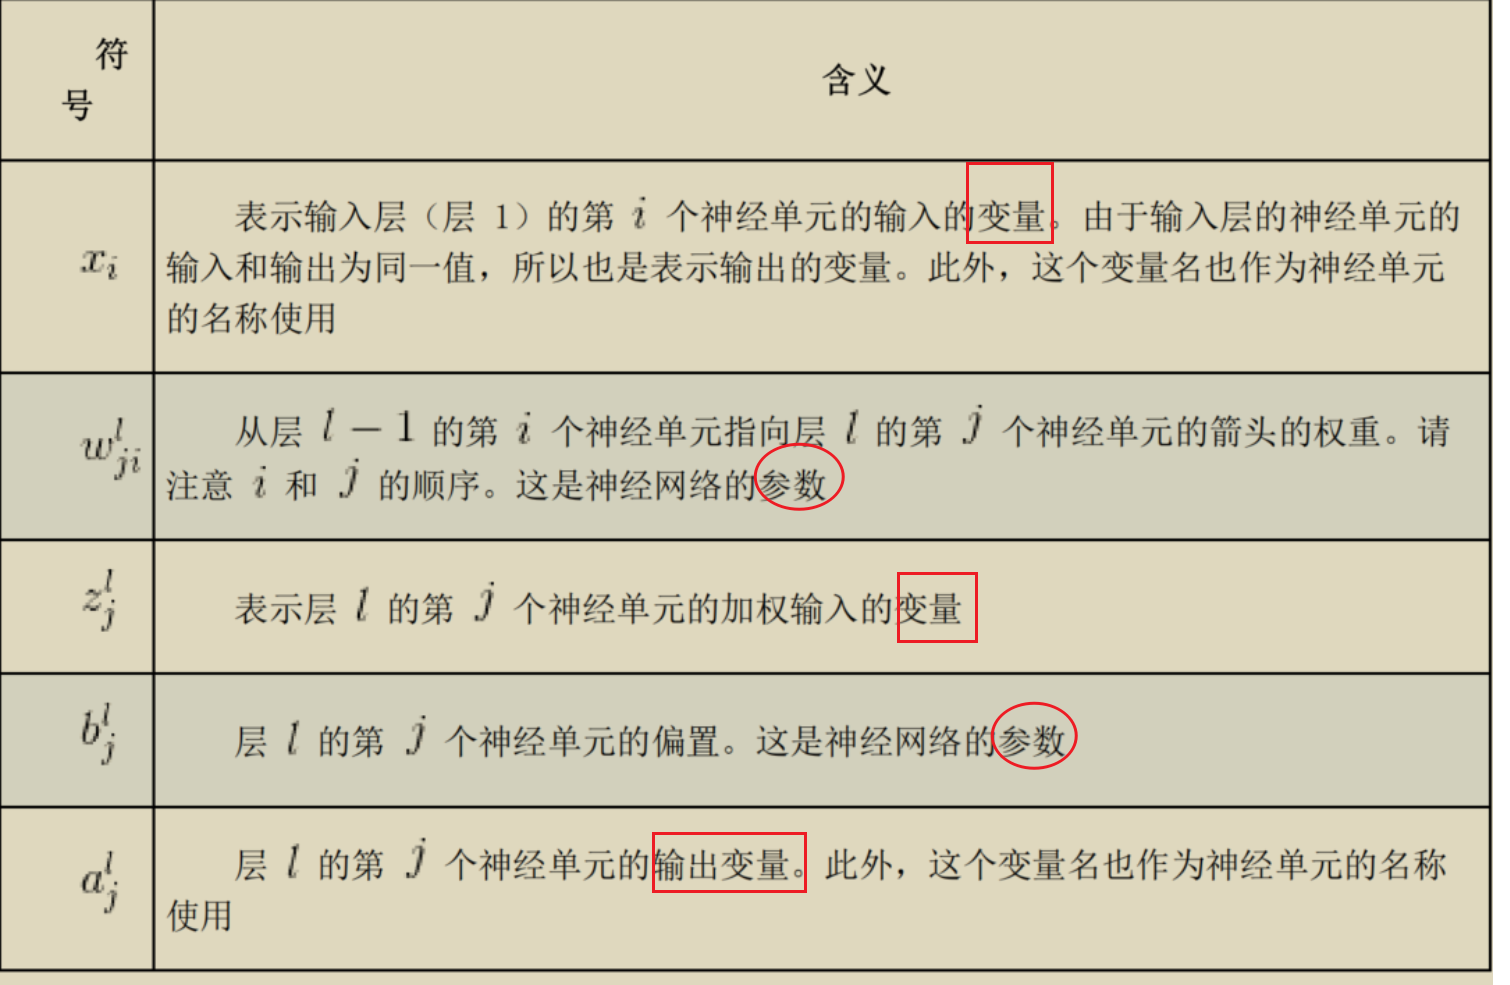 符号
含义
x_i
表示输入层（层 1）的第 i 个神经单元的输入的变量。由于输入层的神经单元的
输入和输出为同一值，所以也是表示输出的变量。此外，这个变量名也作为神经单元
的名称使用
w_{ji}^l
从层 l − 1 的第 i 个神经单元指向层 l 的第 j 个神经单元的箭头的权重。请
注意 i 和 j 的顺序。这是神经网络的参数
z_j^l
表示层 l 的第 j 个神经单元的加权输入的变量
b_j^l
层 l 的第 j 个神经单元的偏置。这是神经网络的参数
a_j^l
层 l 的第 j 个神经单元的输出变量。此外，这个变量名也作为神经单元的名称
使用